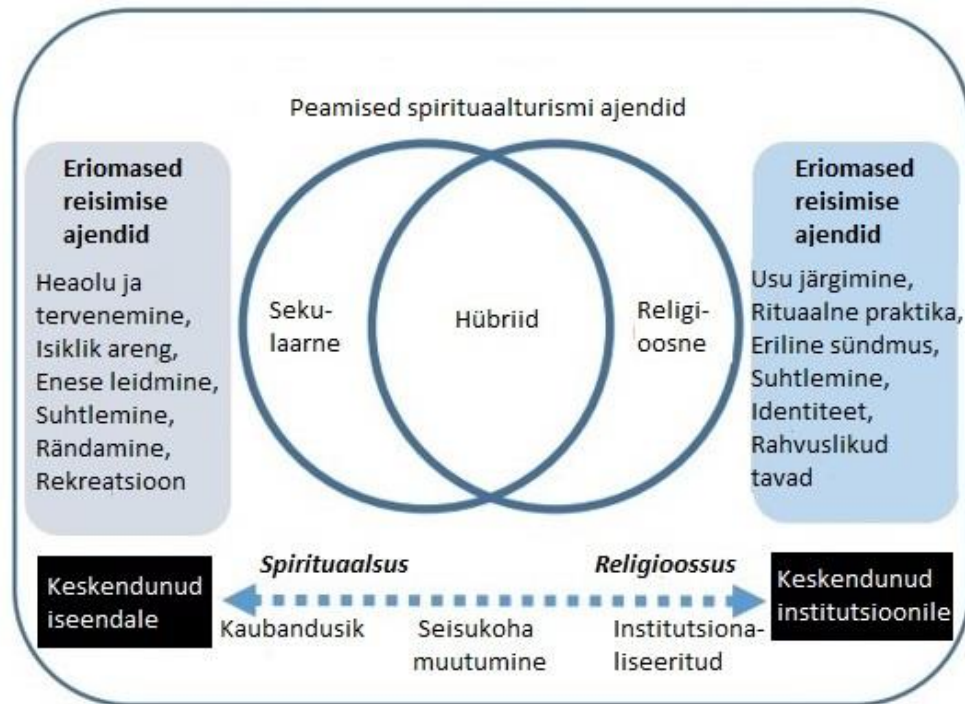 Peamised spirituaalturismi ajendid
Eriomased
reisimise
ajendid
Heaolu ja
tervenemine,
Isiklik areng,
Enese leidmine,
Suhtlemine,
Rändamine,
Rekreatsioon
Seku-
laarne
Hübriid
Religi-
oosne
Eriomased
reisimise
ajendid
Usu järgimine,
Rituaalne praktika,
Eriline sündmus,
Suhtlemine,
Identiteet,
Rahvuslikud
tavad
Keskendunud
iseendale
Spirituaalsus
Religioossus
Kaubandusik
Seisukoha
muutumine
Institutsiona-
liseeritud
Keskendunud
institutsioonile